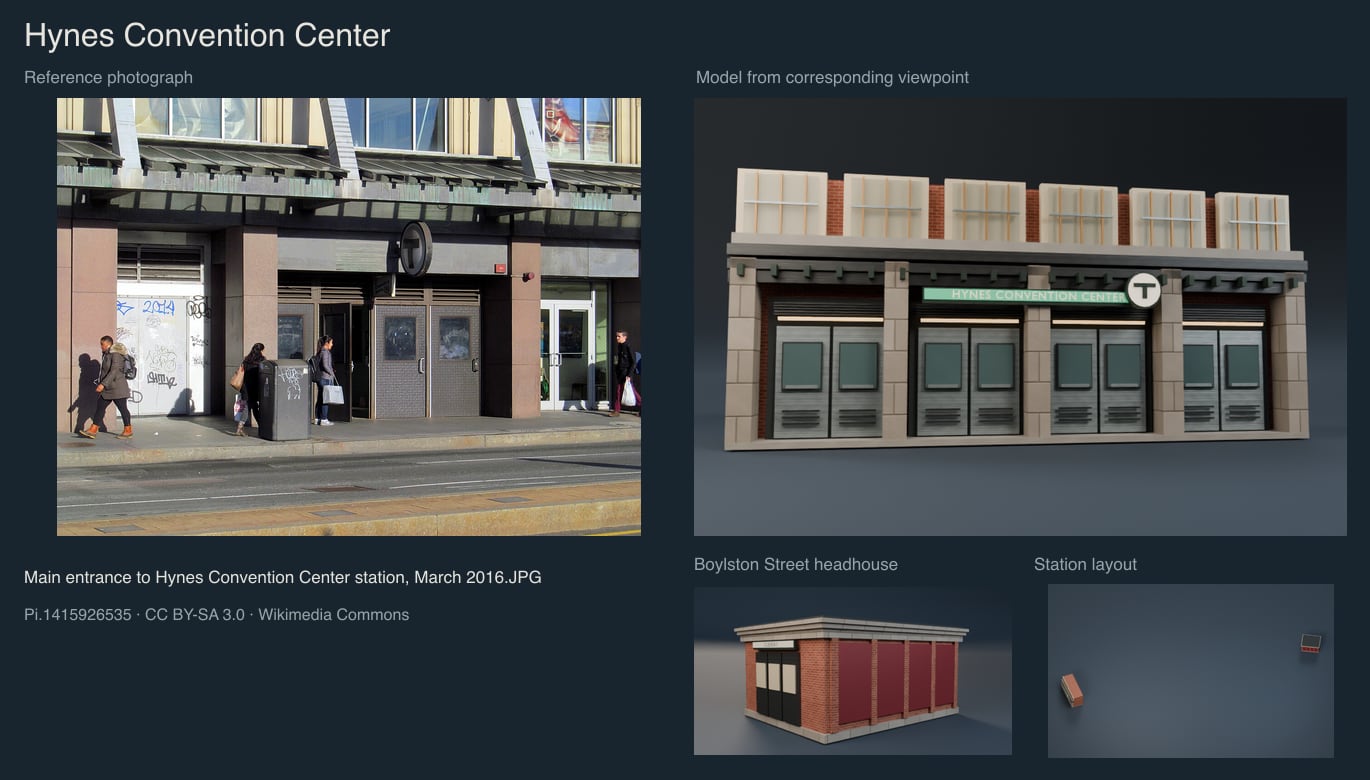 Hynes Convention Center
Reference photograph
Model from corresponding viewpoint
2014
T
HYNES CONVENTION CENTER
T
Boylston Street headhouse
Station layout
Main entrance to Hynes Convention Center station, March 2016.JPG
Pi.1415926535 · CC BY-SA 3.0 · Wikimedia Commons